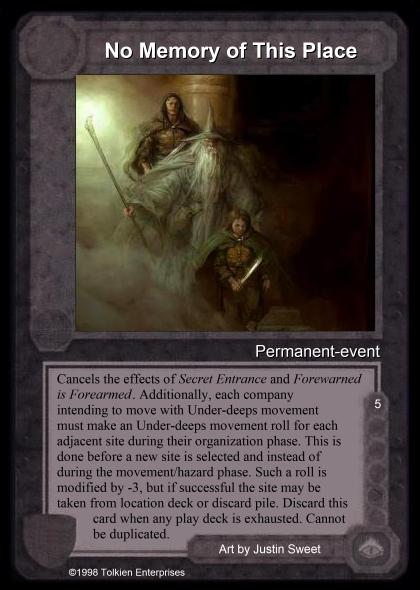 No Memory of This Place
Permanent-event
Cancels the effects of Secret Entrance and Forewarned
is Forearmed. Additionally, each company
intending to move with Under-deeps movement
must make an Under-deeps movement roll for each
adjacent site during their organization phase. This is
done before a new site is selected and instead of
during the movement/hazard phase. Such a roll is
modified by -3, but if successful the site may be
taken from location deck or discard pile. Discard this
card when any play deck is exhausted. Cannot
be duplicated.
5
Art by Justin Sweet
©1998 Tolkien Enterprises